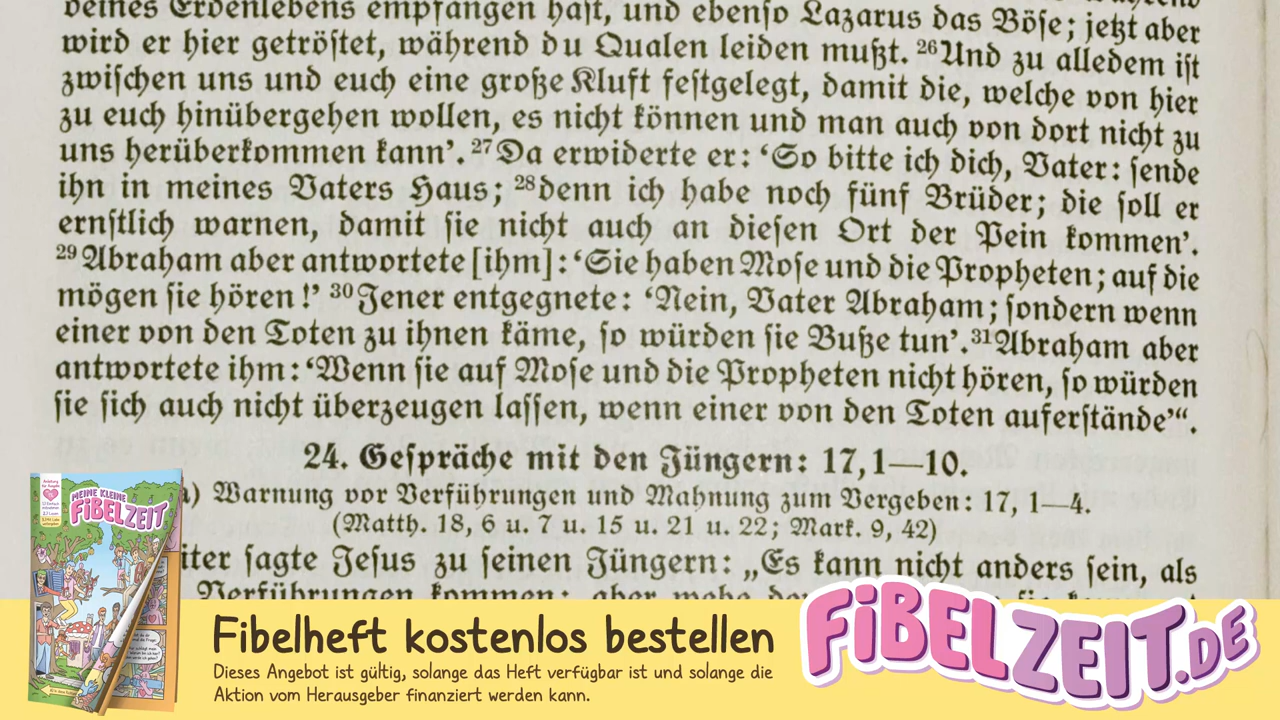 deines Erdenlebens empfangen hast, und ebenso Lazarus das Böse; jetzt aber
wird er hier getröstet, während du Qualen leiden mußt. ²⁶Und zu alledem ist
zwischen uns und euch eine große Kluft festgelegt, damit die, welche von hier
zu euch hinübergehen wollen, es nicht können und man auch von dort nicht zu
uns herüberkommen kann’. ²⁷Da erwiderte er: ‘So bitte ich dich, Vater: sende
ihn in meines Vaters Haus; ²⁸denn ich habe noch fünf Brüder; die soll er
ernstlich warnen, damit sie nicht auch an diesen Ort der Pein kommen’.
²⁹Abraham aber antwortete [ihm]: ‘Sie haben Mose und die Propheten; auf die
mögen sie hören!’ ³⁰Jener entgegnete: ‘Nein, Vater Abraham; sondern wenn
einer von den Toten zu ihnen käme, so würden sie Buße tun’. ³¹Abraham aber
antwortete ihm: ‘Wenn sie auf Mose und die Propheten nicht hören, so würden
sie sich auch nicht überzeugen lassen, wenn einer von den Toten auferstände’“.
24. Gespräche mit den Jüngern: 17,1—10.
a) Warnung vor Verführungen und Mahnung zum Vergeben: 17, 1—4.
(Matth. 18, 6 u. 7 u. 15 u. 21 u. 22; Mark. 9, 42)
iter sagte Jesus zu seinen Jüngern: „Es kann nicht anders sein, als
Verführungen kommen; aber wehe
MEINE KLEINE
FiBELZEiT
Fibelheft kostenlos bestellen
Dieses Angebot ist gültig, solange das Heft verfügbar ist und solange die
Aktion vom Herausgeber finanziert werden kann.
FiBELZEiT.DE